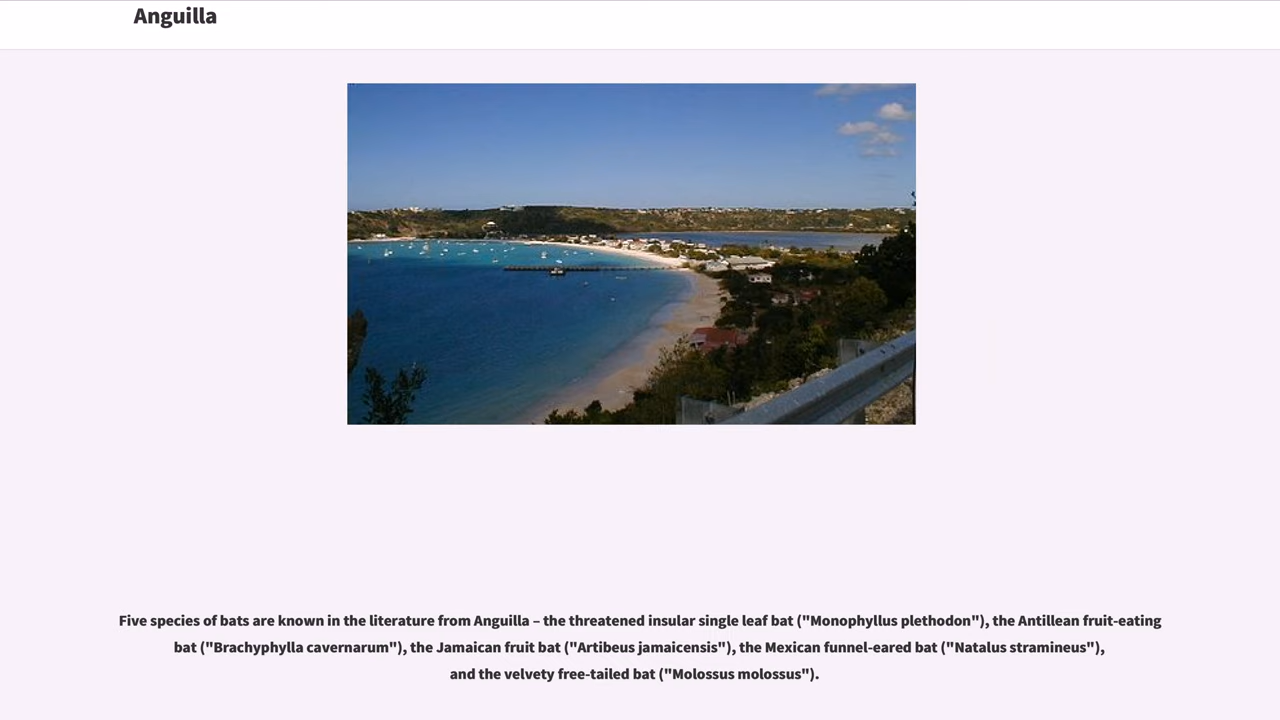 Anguilla
Five species of bats are known in the literature from Anguilla – the threatened insular single leaf bat ("Monophyllus plethodon"), the Antillean fruit-eating
bat ("Brachyphylla cavernarum"), the Jamaican fruit bat ("Artibeus jamaicensis"), the Mexican funnel-eared bat ("Natalus stramineus"),
and the velvety free-tailed bat ("Molossus molossus").